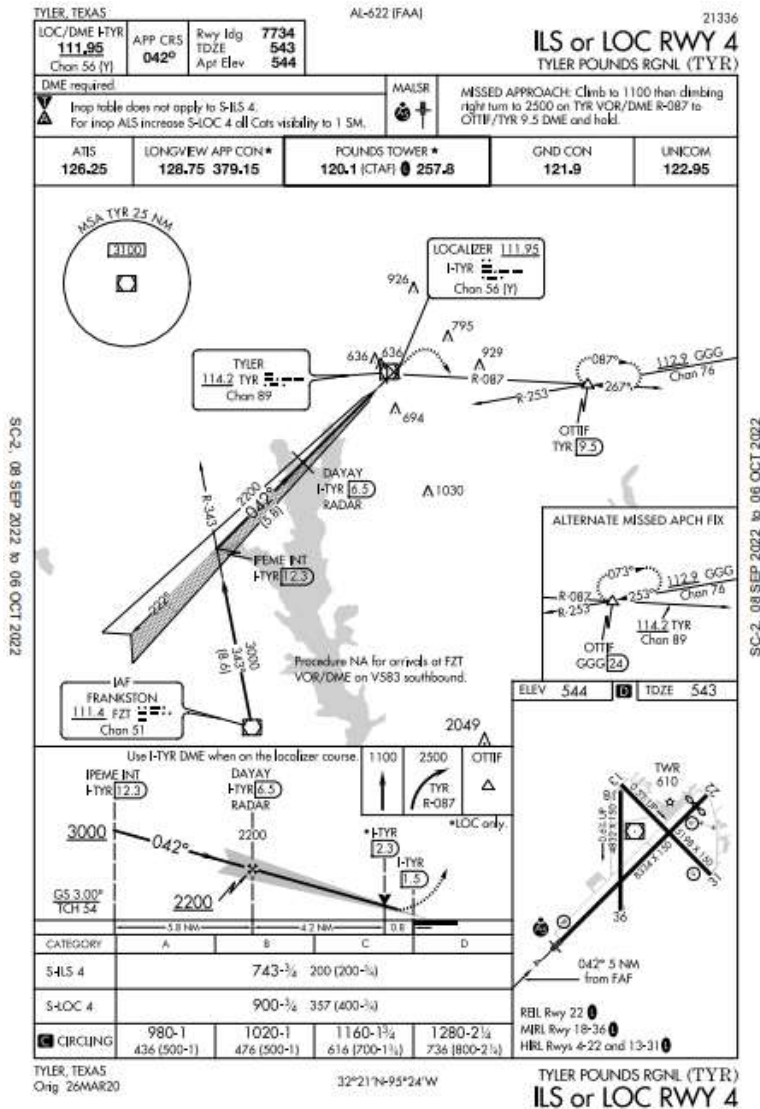 TYLER, TEXAS
AL-622 (FAA)
21336
LOC/DME I-TYR
111.95
Chan 56 (Y)
APP CRS
042°
Rwy ldg 7734
TDZE 543
Apt Elev 544
ILS or LOC RWY 4
TYLER POUNDS RGNL (TYR)
DME required.
T
A
Inop table does not apply to S-ILS 4.
For inop ALS increase S-LOC 4 all Cats visibility to 1 SM.
MALSR
MISSED APPROACH: Climb to 1100 then climbing
right turn to 2500 on TYR VOR/DME R-087 to
OTTIF/TYR 9.5 DME and hold.
ATIS
126.25
LONGVIEW APP CON*
128.75 379.15
POUNDS TOWER*
120.1 (CTAF) L 257.8
GND CON
121.9
UNICOM
122.95
MSA TYR 25 NM
3100
LOCALIZER 111.95
I-TYR
Chan 56 (Y)
926
795
636
636
929
TYLER
114.2 TYR
Chan 89
R-087
087°
267°
112.9 GGG
Chan 76
R-253
694
OTTIF
TYR 9.5
DAYAY
I-TYR 6.5
RADAR
1030
2200
042°
(5.8)
R-343
IPEME INT
I-TYR 12.3
222°
3000
343°
(8.6)
Procedure NA for arrivals at FZT
VOR/DME on V583 southbound.
IAF
FRANKSTON
111.4 FZT
Chan 51
2049
ALTERNATE MISSED APCH FIX
073°
253°
112.9 GGG
Chan 76
R-087
R-253
114.2 TYR
Chan 89
OTTIF
GGG 24
ELEV 544
D
TDZE 543
Use I-TYR DME when on the localizer course.
1100
2500
TYR
R-087
OTTIF
IPEME INT
I-TYR 12.3
DAYAY
I-TYR 6.5
RADAR
*LOC only.
3000
042°
2200
2200
*I-TYR
2.3
I-TYR
1.5
GS 3.00°
TCH 54
5.8 NM
4.2 NM
0.8
TWR
610
13
22
18
0.5% UP
0.6% UP
4832 X 150
5198 X 150
8334 X 150
31
36
042° 5 NM
from FAF
REIL Rwy 22 L
MIRL Rwy 18-36 L
HIRL Rwys 4-22 and 13-31 L
CATEGORY A B C D
S-ILS 4 743-¾ 200 (200-¾)
S-LOC 4 900-¾ 357 (400-¾)
C CIRCLING
980-1
436 (500-1)
1020-1
476 (500-1)
1160-1¾
616 (700-1¾)
1280-2¼
736 (800-2¼)
TYLER, TEXAS
Orig 26MAR20
32°21'N-95°24'W
TYLER POUNDS RGNL (TYR)
ILS or LOC RWY 4
SC-2, 08 SEP 2022 to 06 OCT 2022
SC-2, 08 SEP 2022 to 06 OCT 2022